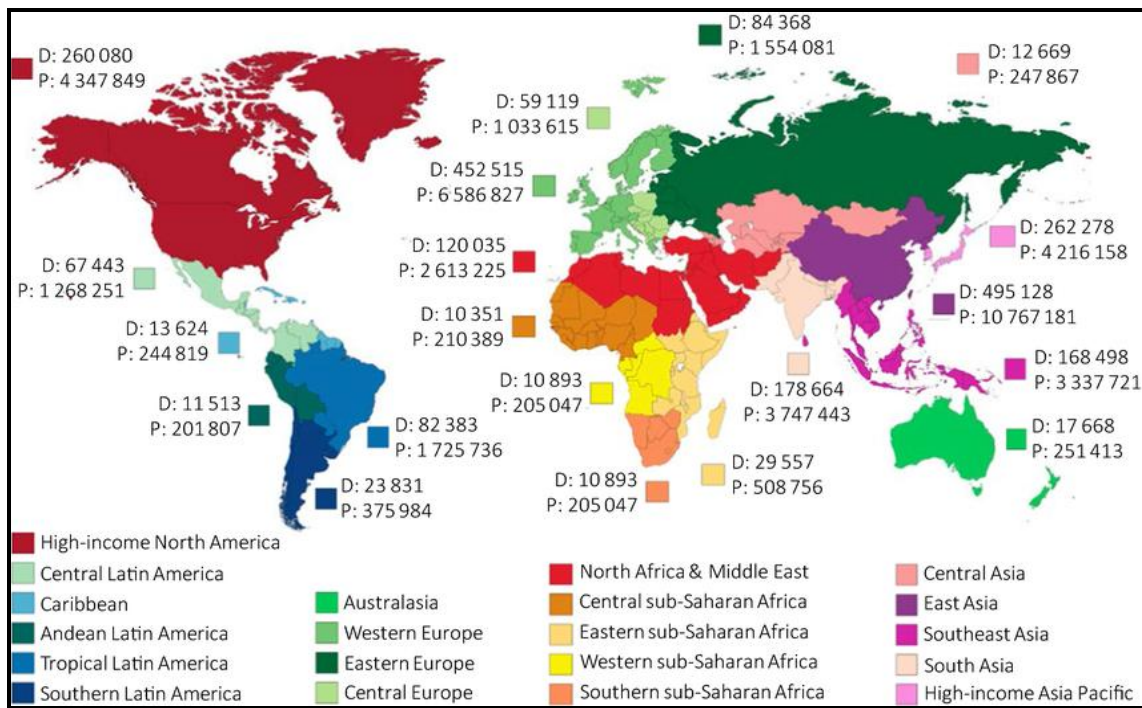 D: 260 080
P: 4 347 849
D: 84 368
P: 1 554 081
D: 12 669
P: 247 867
D: 59 119
P: 1 033 615
D: 452 515
P: 6 586 827
D: 262 278
P: 4 216 158
D: 120 035
P: 2 613 225
D: 67 443
P: 1 268 251
D: 495 128
P: 10 767 181
D: 10 351
P: 210 389
D: 13 624
P: 244 819
D: 168 498
P: 3 337 721
D: 10 893
P: 205 047
D: 178 664
P: 3 747 443
D: 11 513
P: 201 807
D: 82 383
P: 1 725 736
D: 17 668
P: 251 413
D: 29 557
P: 508 756
D: 10 893
P: 205 047
D: 23 831
P: 375 984
High-income North America
Central Latin America
Caribbean
Andean Latin America
Tropical Latin America
Southern Latin America
Australasia
Western Europe
Eastern Europe
Central Europe
North Africa & Middle East
Central sub-Saharan Africa
Eastern sub-Saharan Africa
Western sub-Saharan Africa
Southern sub-Saharan Africa
Central Asia
East Asia
Southeast Asia
South Asia
High-income Asia Pacific